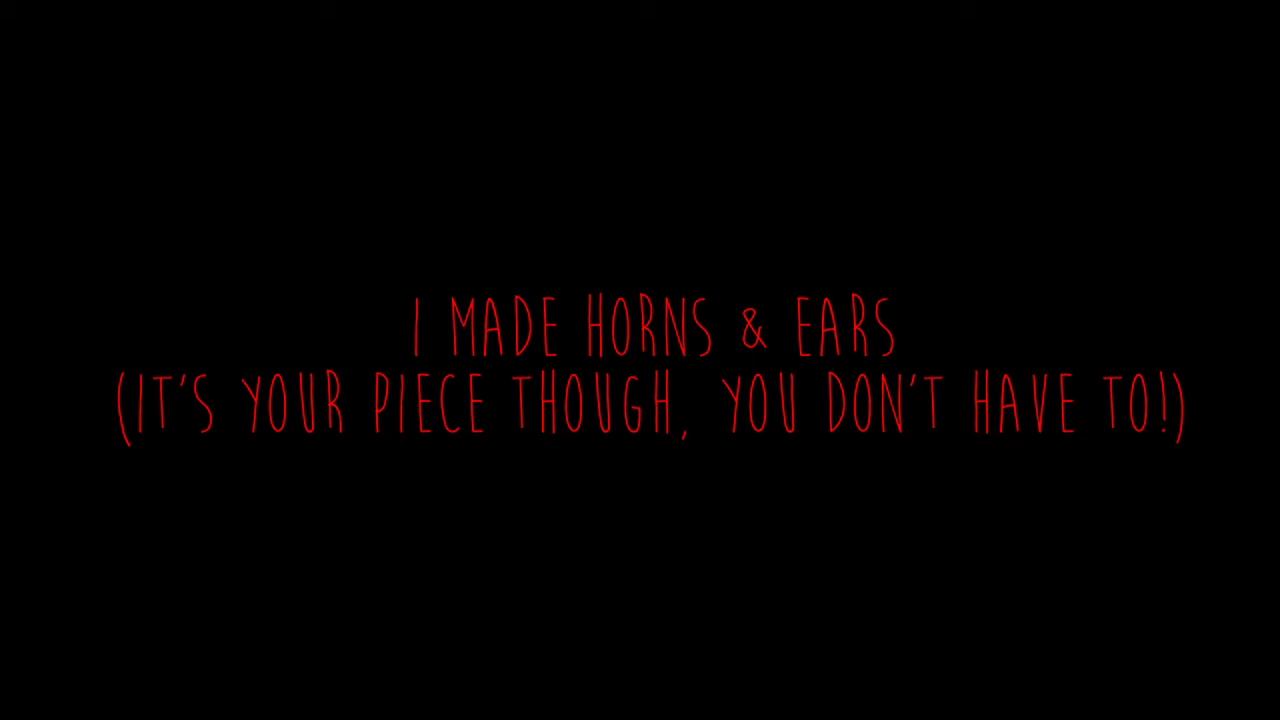 I MADE HORNS & EARS
(IT'S YOUR PIECE THOUGH, YOU DON'T HAVE TO!)